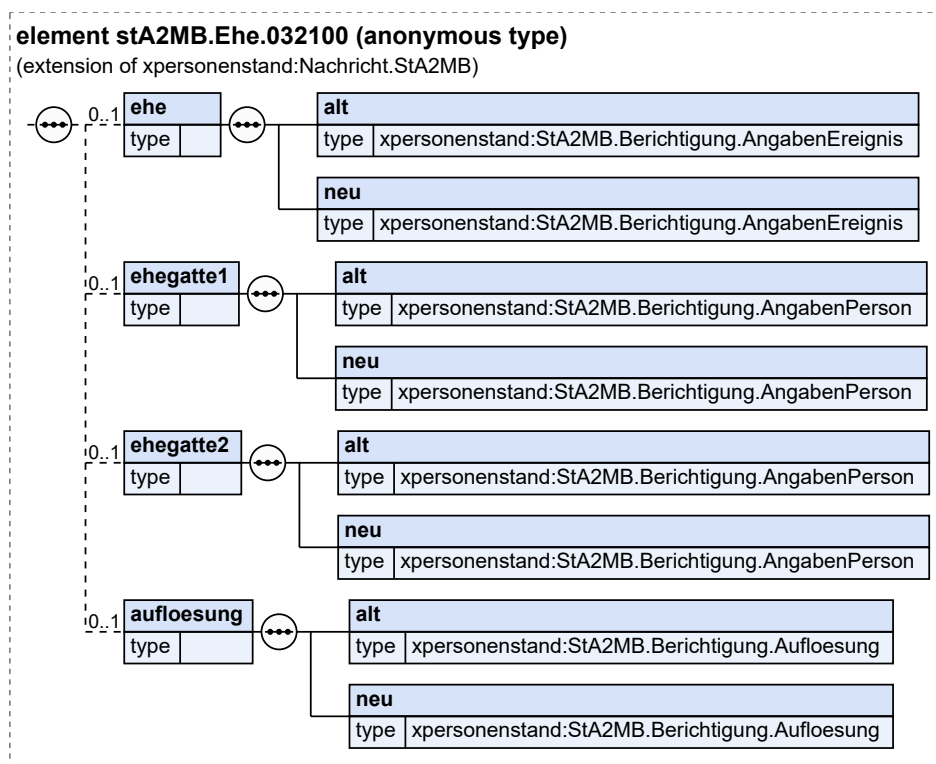 element stA2MB.Ehe.032100 (anonymous type)
(extension of xpersonenstand:Nachricht.StA2MB)
0..1 ehe
type
alt
type xpersonenstand:StA2MB.Berichtigung.AngabenEreignis
neu
type xpersonenstand:StA2MB.Berichtigung.AngabenEreignis
0..1 ehegatte1
type
alt
type xpersonenstand:StA2MB.Berichtigung.AngabenPerson
neu
type xpersonenstand:StA2MB.Berichtigung.AngabenPerson
0..1 ehegatte2
type
alt
type xpersonenstand:StA2MB.Berichtigung.AngabenPerson
neu
type xpersonenstand:StA2MB.Berichtigung.AngabenPerson
0..1 aufloesung
type
alt
type xpersonenstand:StA2MB.Berichtigung.Aufloesung
neu
type xpersonenstand:StA2MB.Berichtigung.Aufloesung